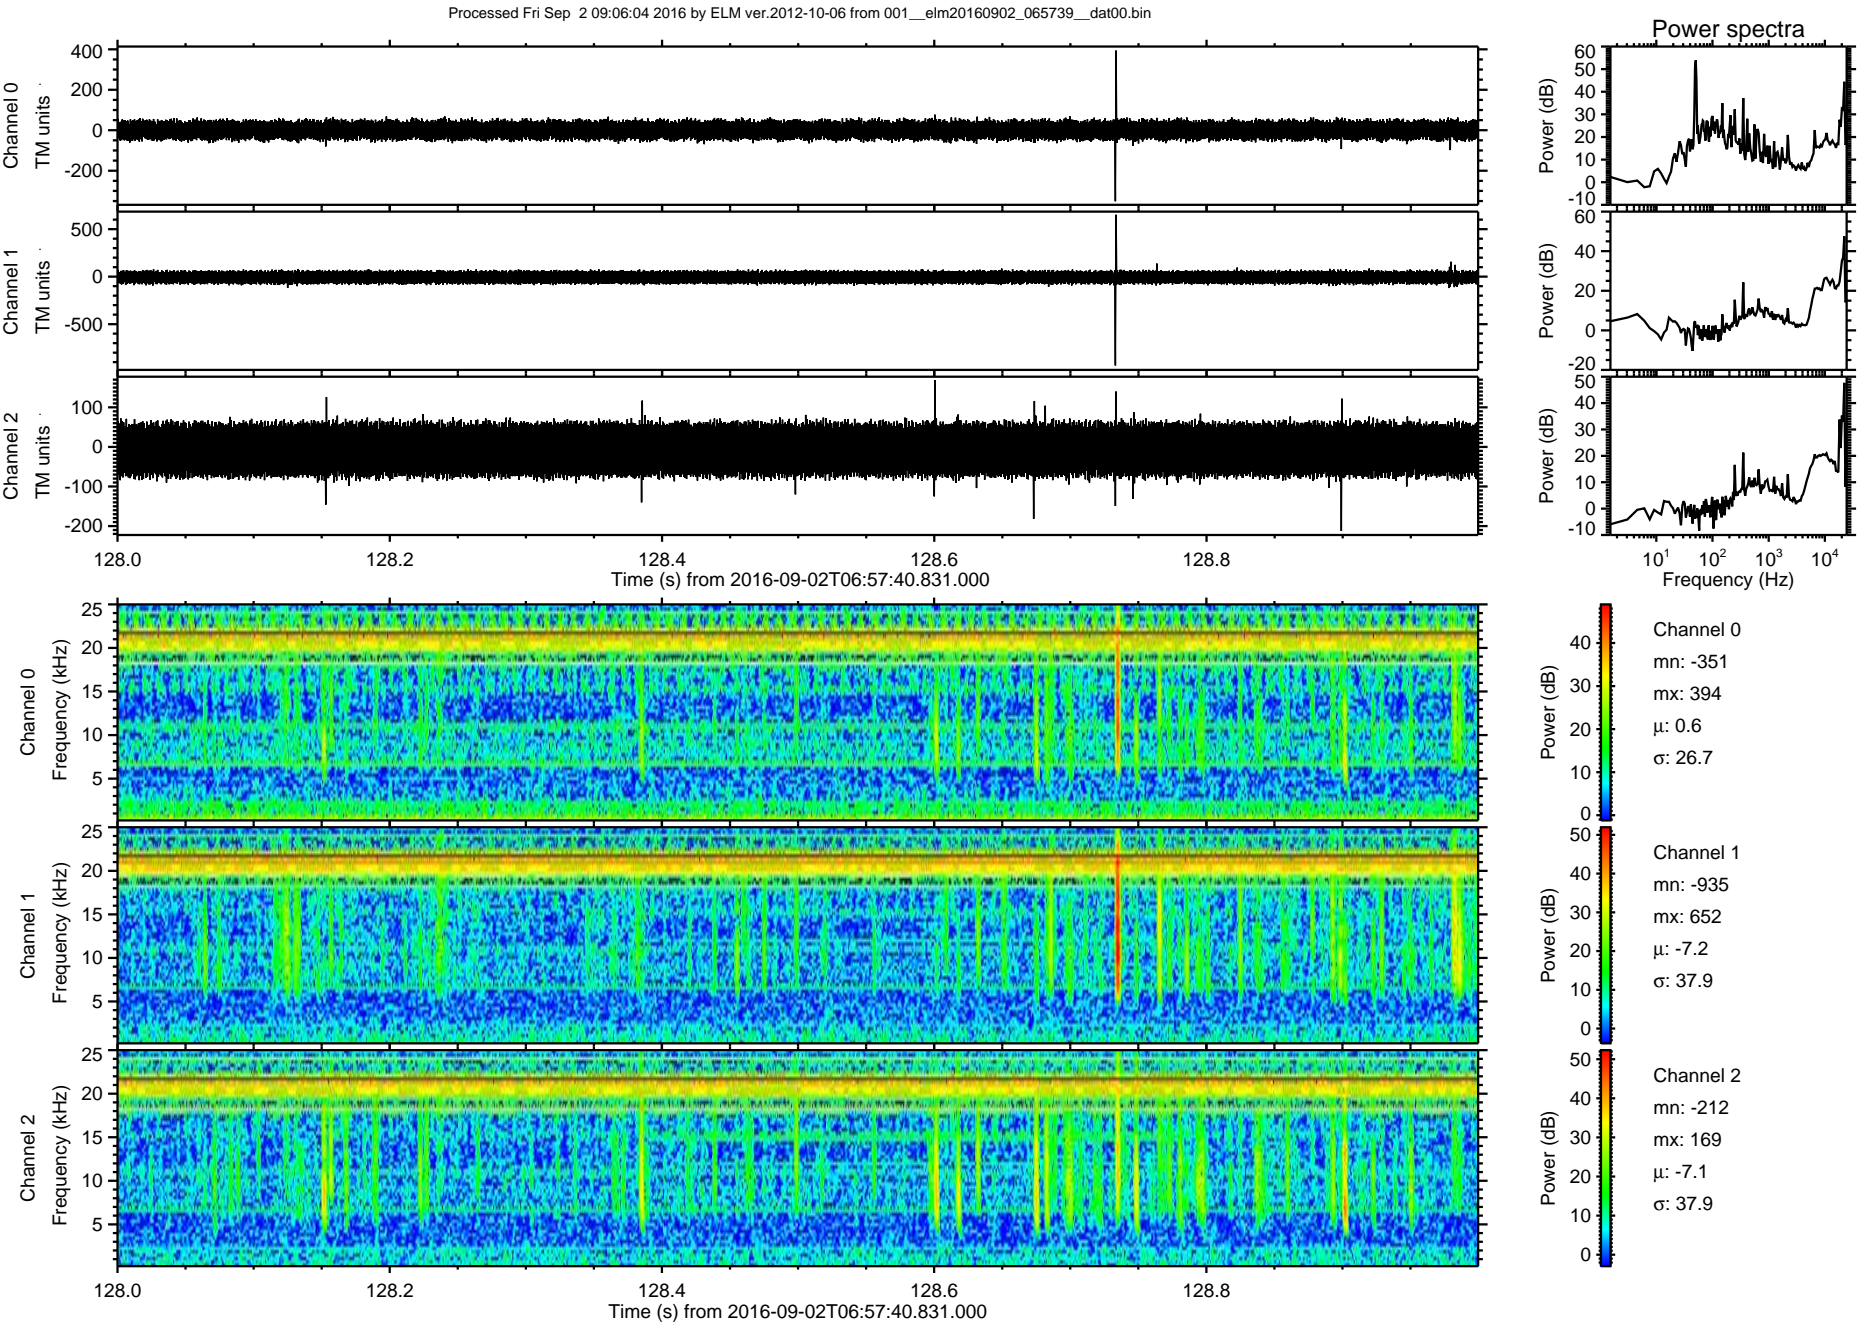 Processed Fri Sep  2 09:06:04 2016 by ELM ver.2012-10-06 from 001__elm20160902_065739__dat00.bin
Power spectra
Channel 0
TM units
400
200
0
-200
Power (dB)
60
50
40
30
20
10
0
-10
Channel 1
TM units
500
0
-500
Power (dB)
60
40
20
0
-20
Channel 2
TM units
100
0
-100
-200
Power (dB)
50
40
30
20
10
0
-10
128.0 128.2 128.4 128.6 128.8
Time (s) from 2016-09-02T06:57:40.831.000
10^1 10^2 10^3 10^4
Frequency (Hz)
Channel 0
Frequency (kHz)
25
20
15
10
5
Power (dB)
40
30
20
10
0
Channel 0
mn: -351
mx: 394
μ: 0.6
σ: 26.7
Channel 1
Frequency (kHz)
25
20
15
10
5
Power (dB)
50
40
30
20
10
0
Channel 1
mn: -935
mx: 652
μ: -7.2
σ: 37.9
Channel 2
Frequency (kHz)
25
20
15
10
5
Power (dB)
50
40
30
20
10
0
Channel 2
mn: -212
mx: 169
μ: -7.1
σ: 37.9
128.0 128.2 128.4 128.6 128.8
Time (s) from 2016-09-02T06:57:40.831.000